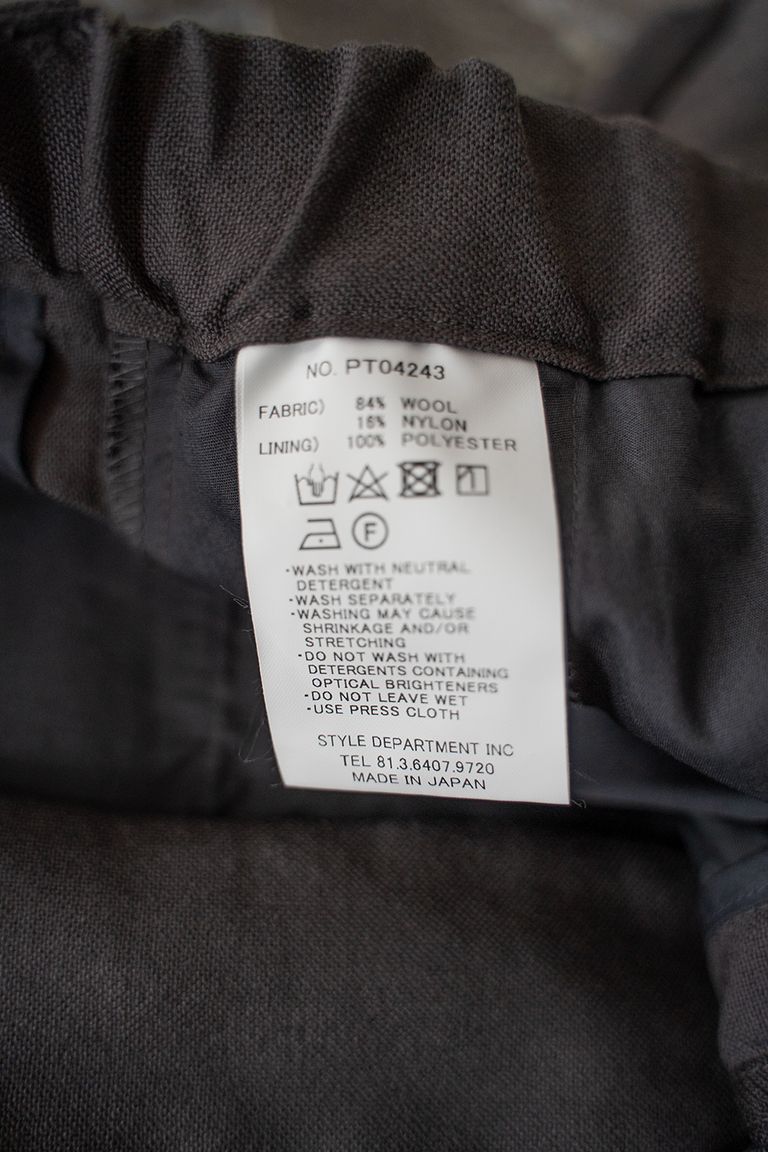 NO. PT04243
FABRIC) 84% WOOL
16% NYLON
LINING) 100% POLYESTER
F
·WASH WITH NEUTRAL
DETERGENT
·WASH SEPARATELY
·WASHING MAY CAUSE
SHRINKAGE AND/OR
STRETCHING
·DO NOT WASH WITH
DETERGENTS CONTAINING
OPTICAL BRIGHTENERS
·DO NOT LEAVE WET
·USE PRESS CLOTH
STYLE DEPARTMENT INC
TEL 81.3.6407.9720
MADE IN JAPAN